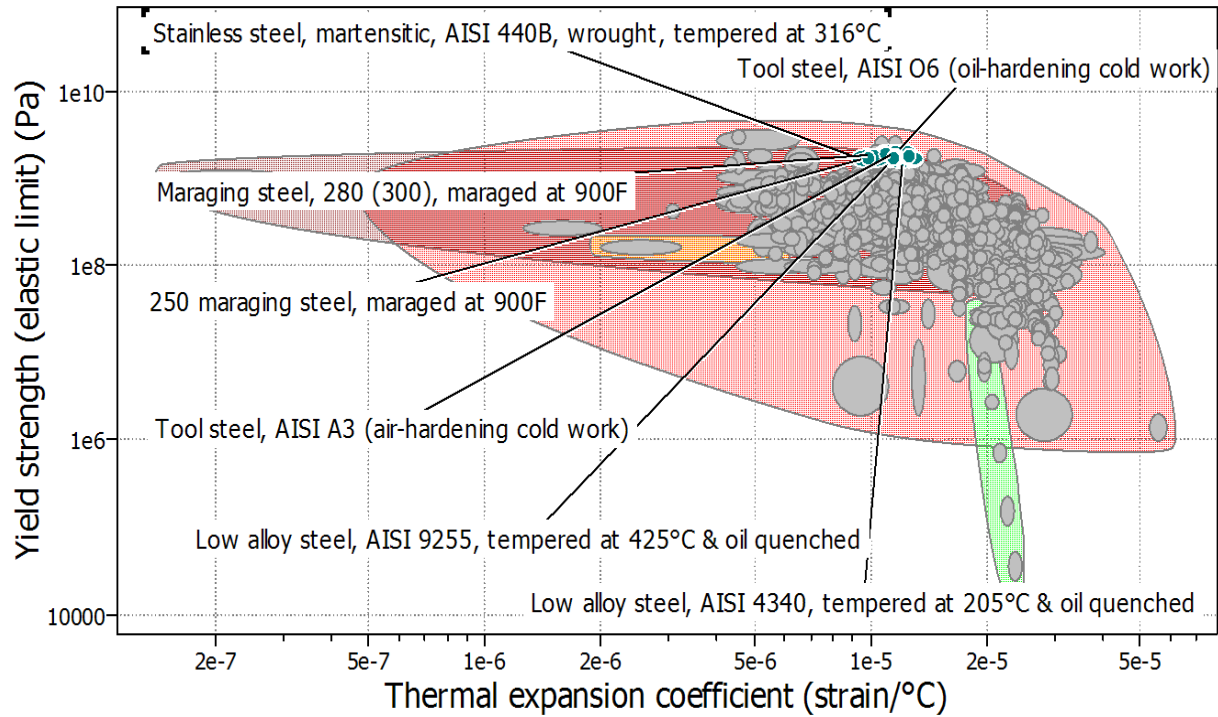 Stainless steel, martensitic, AISI 440B, wrought, tempered at 316°C
Tool steel, AISI O6 (oil-hardening cold work)
1e10
Maraging steel, 280 (300), maraged at 900F
1e8
250 maraging steel, maraged at 900F
Tool steel, AISI A3 (air-hardening cold work)
1e6
Low alloy steel, AISI 9255, tempered at 425°C & oil quenched
Low alloy steel, AISI 4340, tempered at 205°C & oil quenched
10000
Yield strength (elastic limit) (Pa)
2e-7 5e-7 1e-6 2e-6 5e-6 1e-5 2e-5 5e-5
Thermal expansion coefficient (strain/°C)